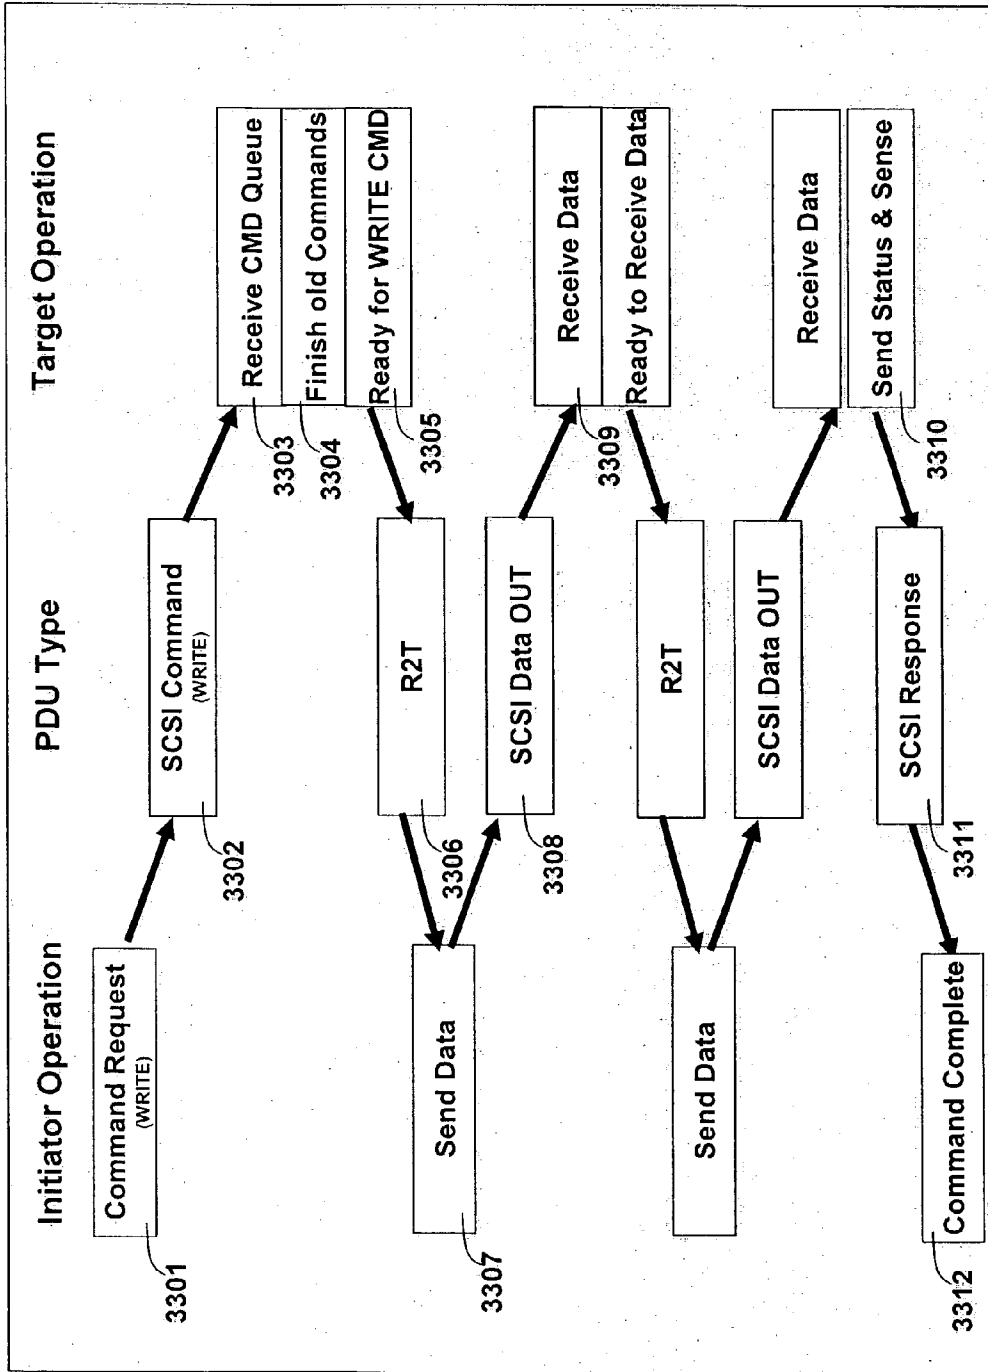 Initiator Operation
PDU Type
Target Operation
Command Request
(WRITE)
3301
SCSI Command
(WRITE)
3302
Receive CMD Queue
3303
Finish old Commands
3304
Ready for WRITE CMD
3305
R2T
3306
Send Data
3307
SCSI Data OUT
3308
Receive Data
3309
Ready to Receive Data
R2T
Send Data
SCSI Data OUT
Receive Data
Send Status & Sense
3310
SCSI Response
3311
Command Complete
3312